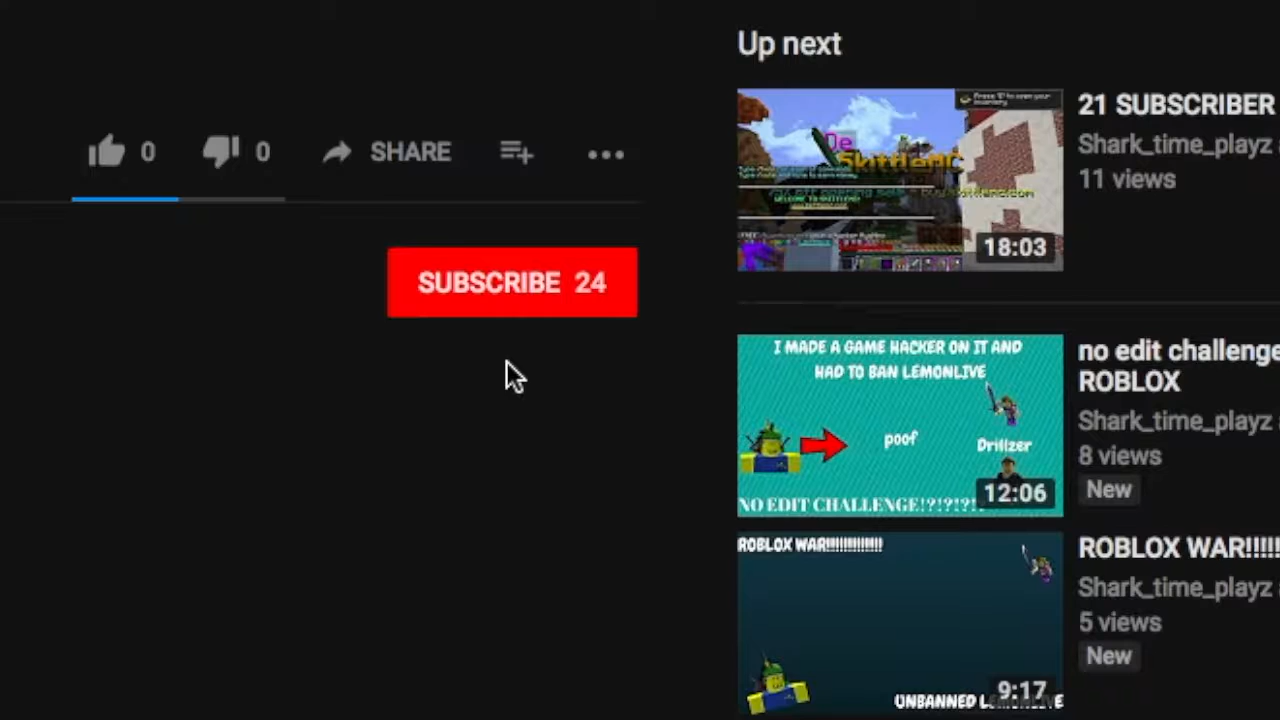 Up next
0 0 SHARE
SUBSCRIBE 24
21 SUBSCRIBER
Shark_time_playz
11 views
18:03
I MADE A GAME HACKER ON IT AND
HAD TO BAN LEMONLIVE
poof
Drillzer
NO EDIT CHALLENGE!?!?!?!
12:06
no edit challenge
ROBLOX
Shark_time_playz
8 views
New
ROBLOX WAR!!!!!!!!!!!!!
UNBANNED L
9:17
ROBLOX WAR!!!!!
Shark_time_playz
5 views
New